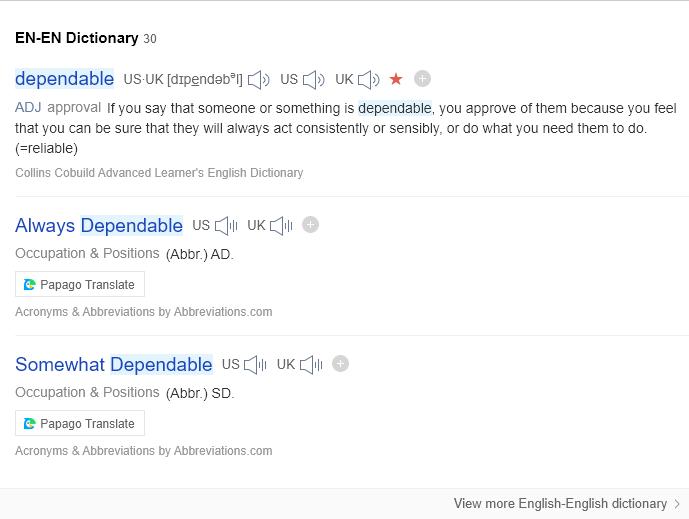 EN-EN Dictionary 30
dependable US·UK [dɪpendəbᵊl] US UK
ADJ approval If you say that someone or something is dependable, you approve of them because you feel
that you can be sure that they will always act consistently or sensibly, or do what you need them to do.
(=reliable)
Collins Cobuild Advanced Learner's English Dictionary
Always Dependable US UK
Occupation & Positions (Abbr.) AD.
Papago Translate
Acronyms & Abbreviations by Abbreviations.com
Somewhat Dependable US UK
Occupation & Positions (Abbr.) SD.
Papago Translate
Acronyms & Abbreviations by Abbreviations.com
View more English-English dictionary